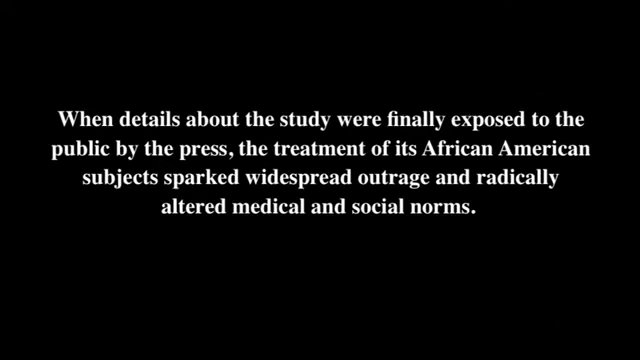 When details about the study were finally exposed to the
public by the press, the treatment of its African American
subjects sparked widespread outrage and radically
altered medical and social norms.